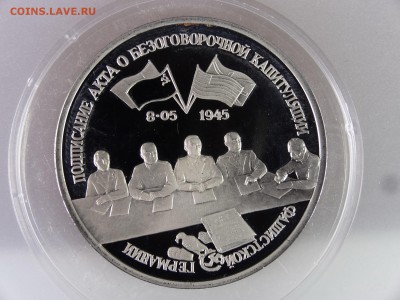 COINS.LAVE.RU
ПОДПИСАНИЕ АКТА О БЕЗОГОВОРОЧНОЙ КАПИТУЛЯЦИИ
8·05 1945
ФАШИСТСКОЙ
ГЕРМАНИИ